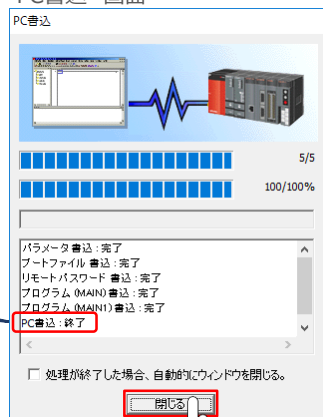 PC書込
5/5
100/100%
パラメータ書込 : 完了
ブートファイル 書込 : 完了
リモートパスワード 書込 : 完了
プログラム (MAIN) 書込 : 完了
プログラム (MAIN1) 書込 : 完了
PC書込 : 終了
処理が終了した場合、自動的にウィンドウを閉じる。
閉じる